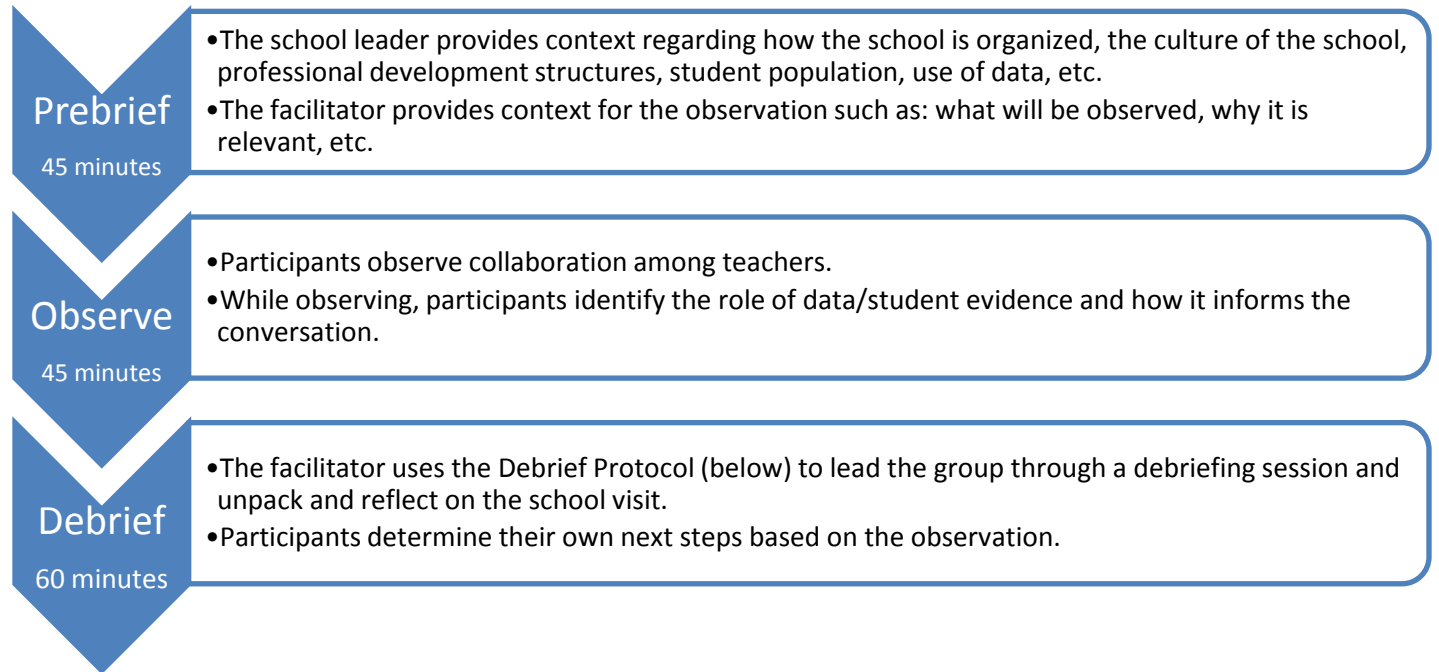 Prebrief
45 minutes
•The school leader provides context regarding how the school is organized, the culture of the school,
professional development structures, student population, use of data, etc.
•The facilitator provides context for the observation such as: what will be observed, why it is
relevant, etc.
Observe
45 minutes
•Participants observe collaboration among teachers.
•While observing, participants identify the role of data/student evidence and how it informs the
conversation.
Debrief
60 minutes
•The facilitator uses the Debrief Protocol (below) to lead the group through a debriefing session and
unpack and reflect on the school visit.
•Participants determine their own next steps based on the observation.